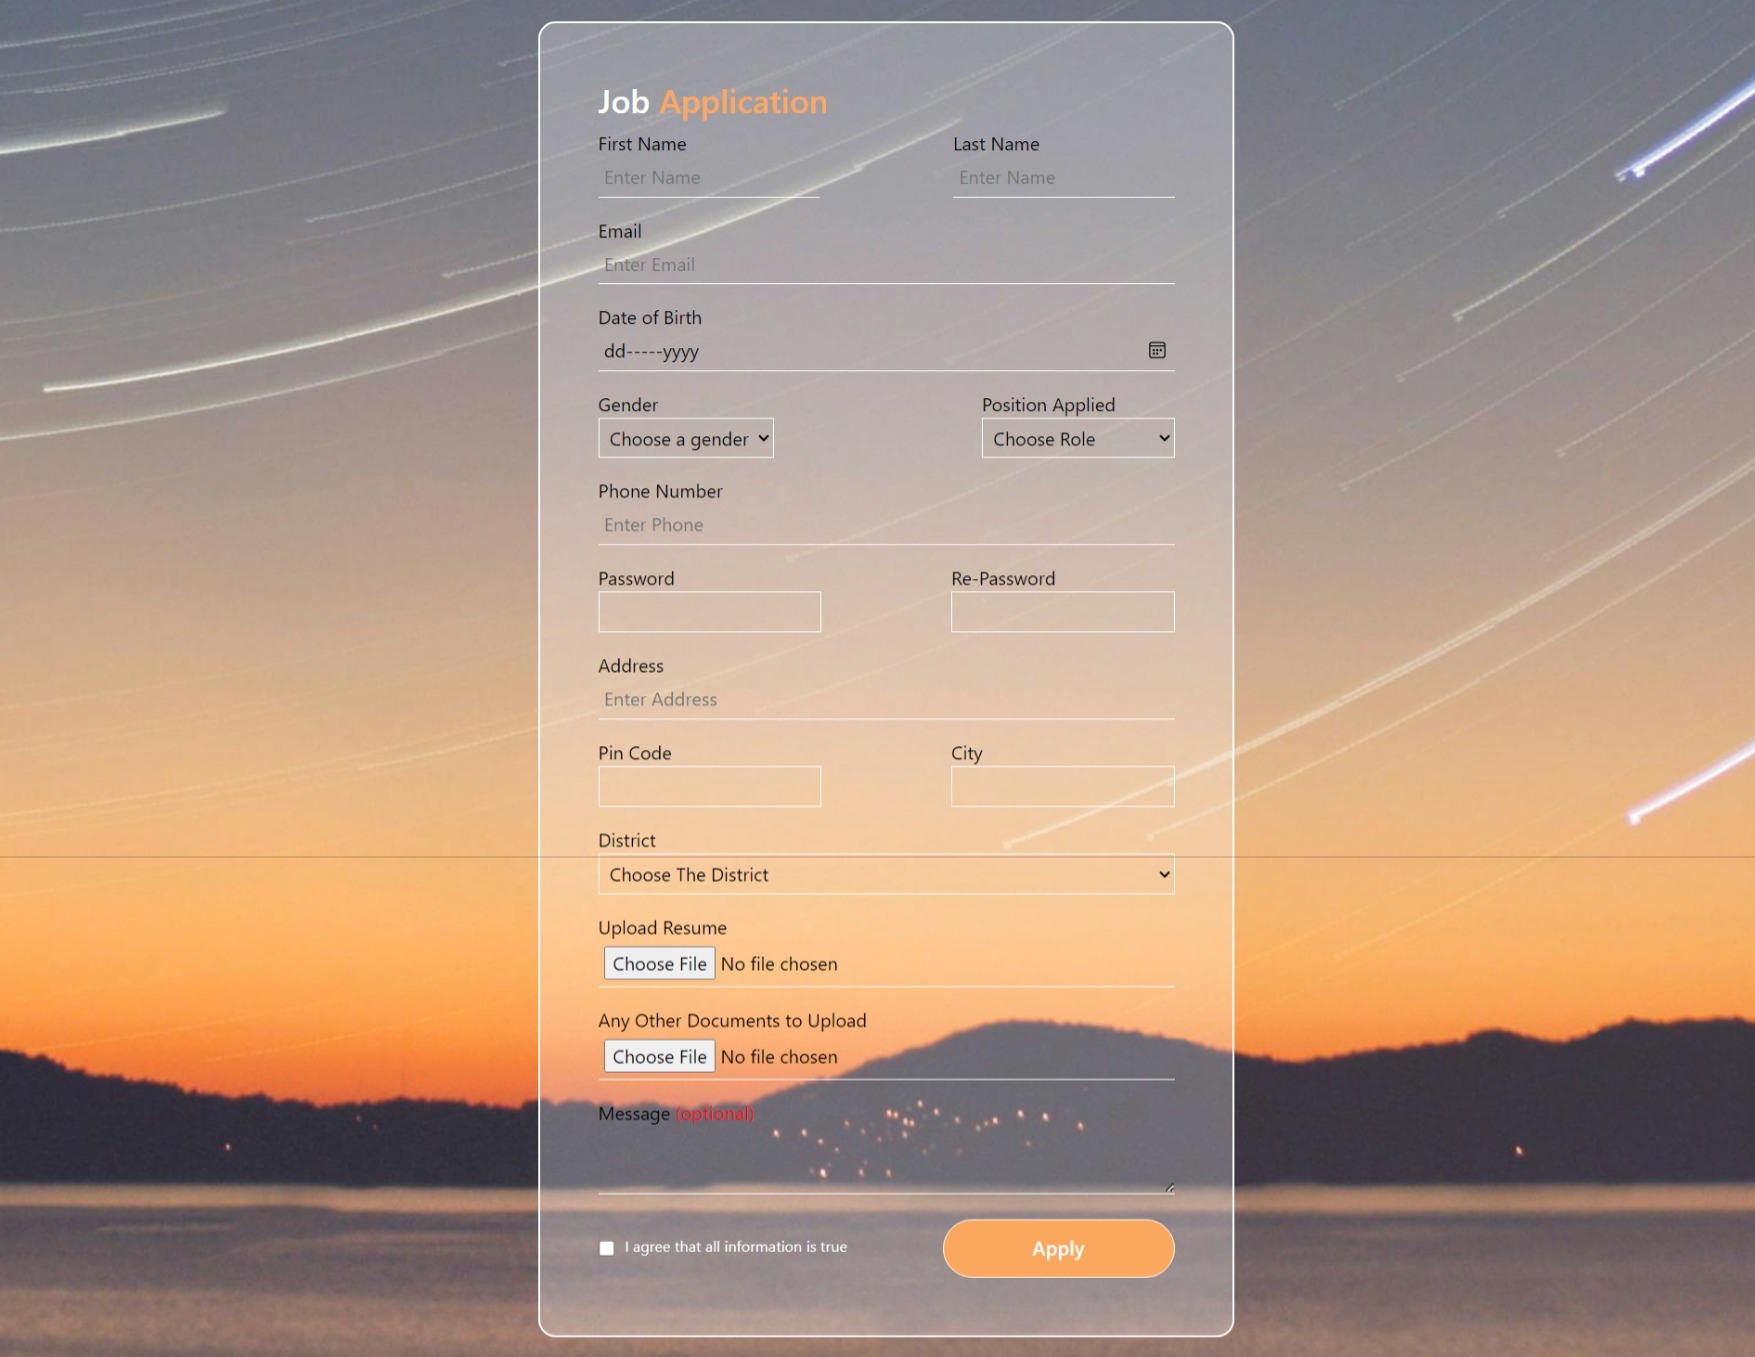 Job Application
First Name Last Name
Enter Name Enter Name
Email
Enter Email
Date of Birth
dd-----yyyy
Gender Position Applied
Choose a gender Choose Role
Phone Number
Enter Phone
Password Re-Password
Address
Enter Address
Pin Code City
District
Choose The District
Upload Resume
Choose File No file chosen
Any Other Documents to Upload
Choose File No file chosen
Message (optional)
I agree that all information is true Apply